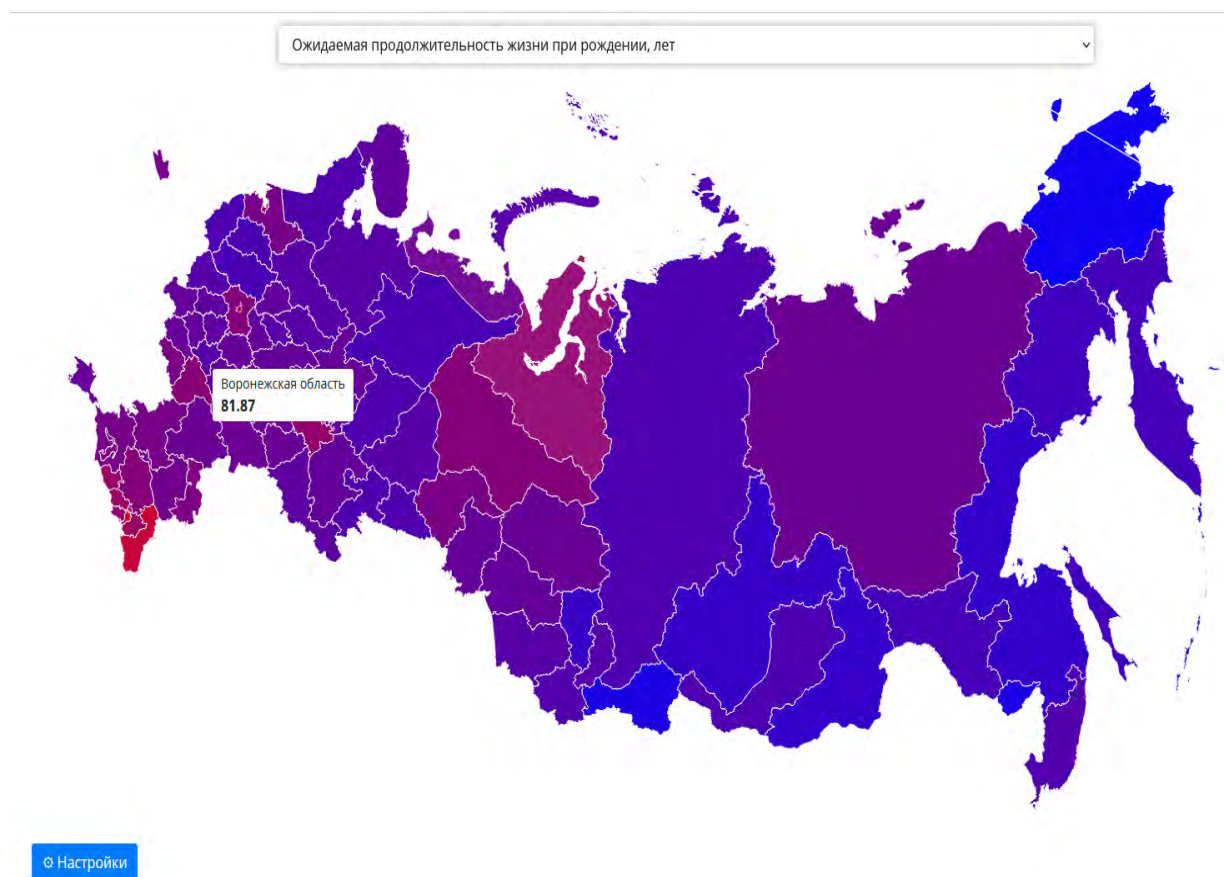 Ожидаемая продолжительность жизни при рождении, лет
Воронежская область
81.87
⚙ Настройки